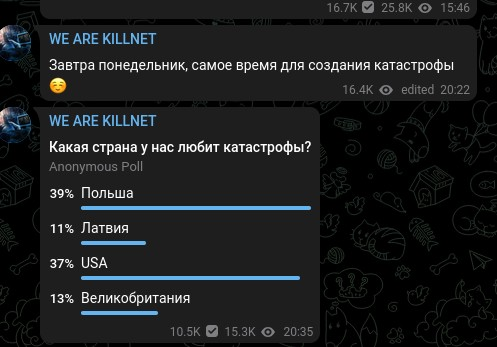 16.7K 25.8K 15:46
WE ARE KILLNET
Завтра понедельник, самое время для создания катастрофы
☺️
16.4K edited 20:22
WE ARE KILLNET
Какая страна у нас любит катастрофы?
Anonymous Poll
39% Польша
11% Латвия
37% USA
13% Великобритания
10.5K 15.3K 20:35